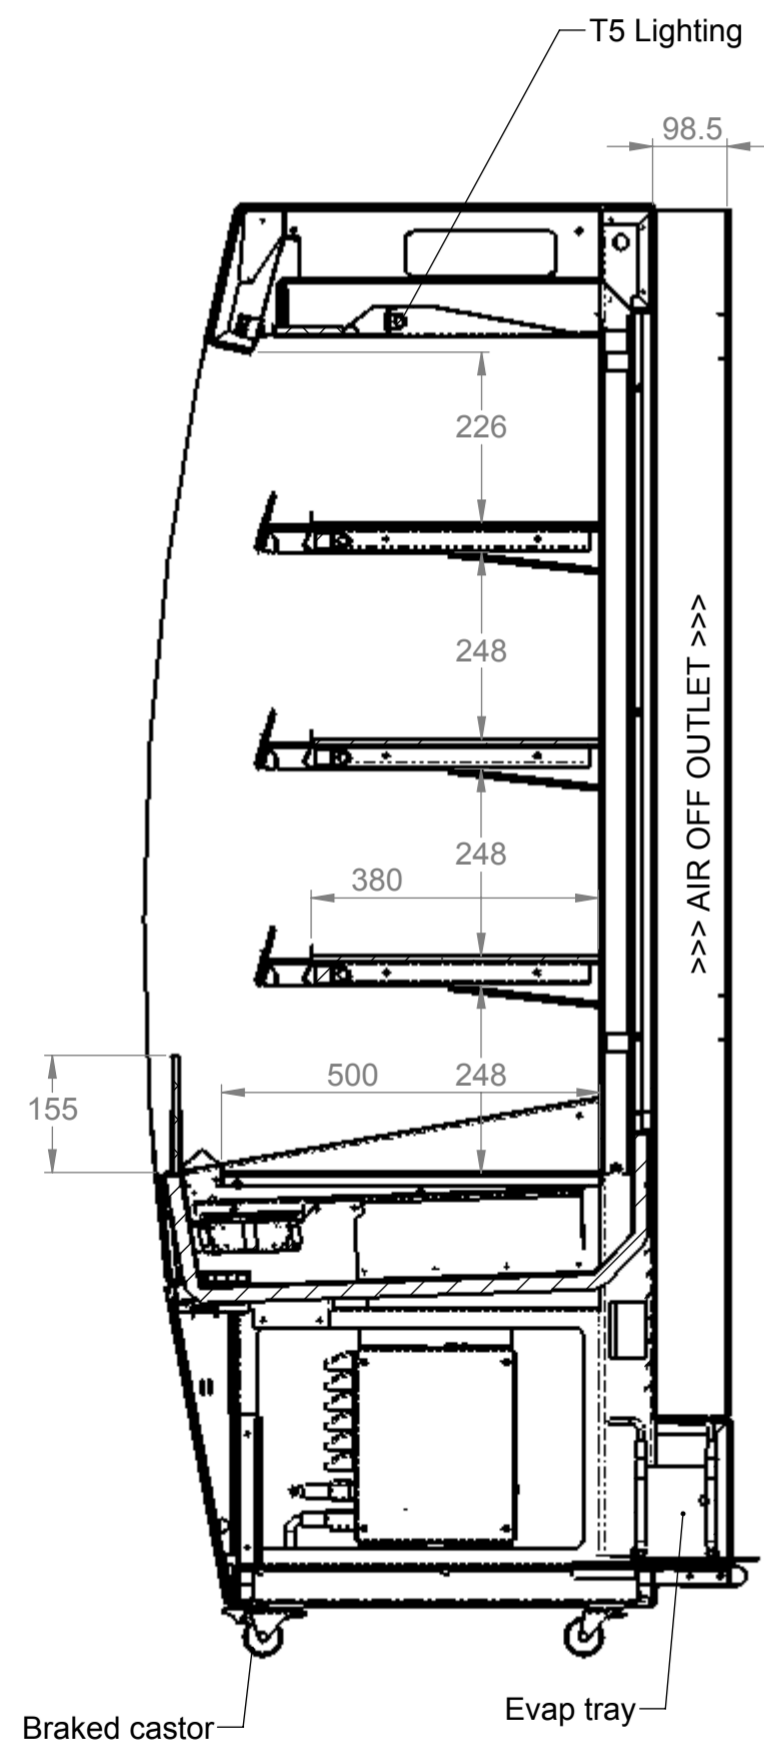 T5 Lighting
98.5
226
248
>>> AIR OFF OUTLET >>>
248
380
500
248
155
Evap tray
Braked castor